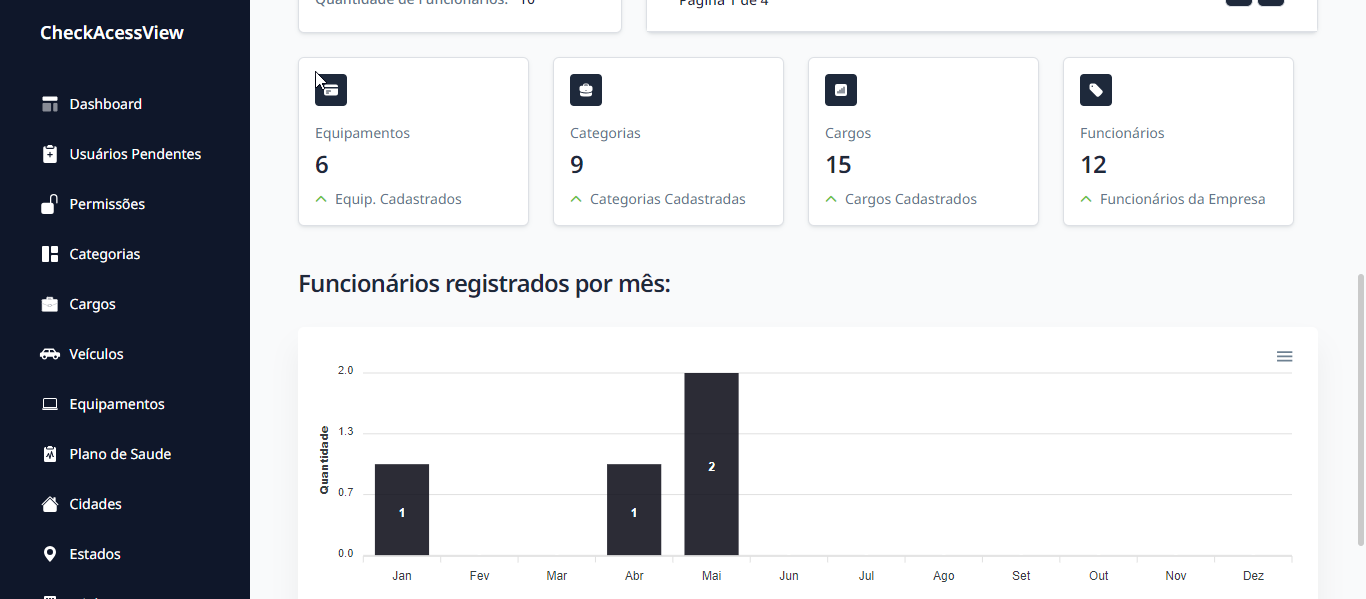 CheckAcessView
Dashboard
Usuários Pendentes
Permissões
Categorias
Cargos
Veículos
Equipamentos
Plano de Saude
Cidades
Estados
Quantidade de Funcionários: 10
Página 1 de 4
Equipamentos
6
Equip. Cadastrados
Categorias
9
Categorias Cadastradas
Cargos
15
Cargos Cadastrados
Funcionários
12
Funcionários da Empresa
Funcionários registrados por mês:
Quantidade
2.0
1.3
0.7
0.0
1
1
2
Jan Fev Mar Abr Mai Jun Jul Ago Set Out Nov Dez